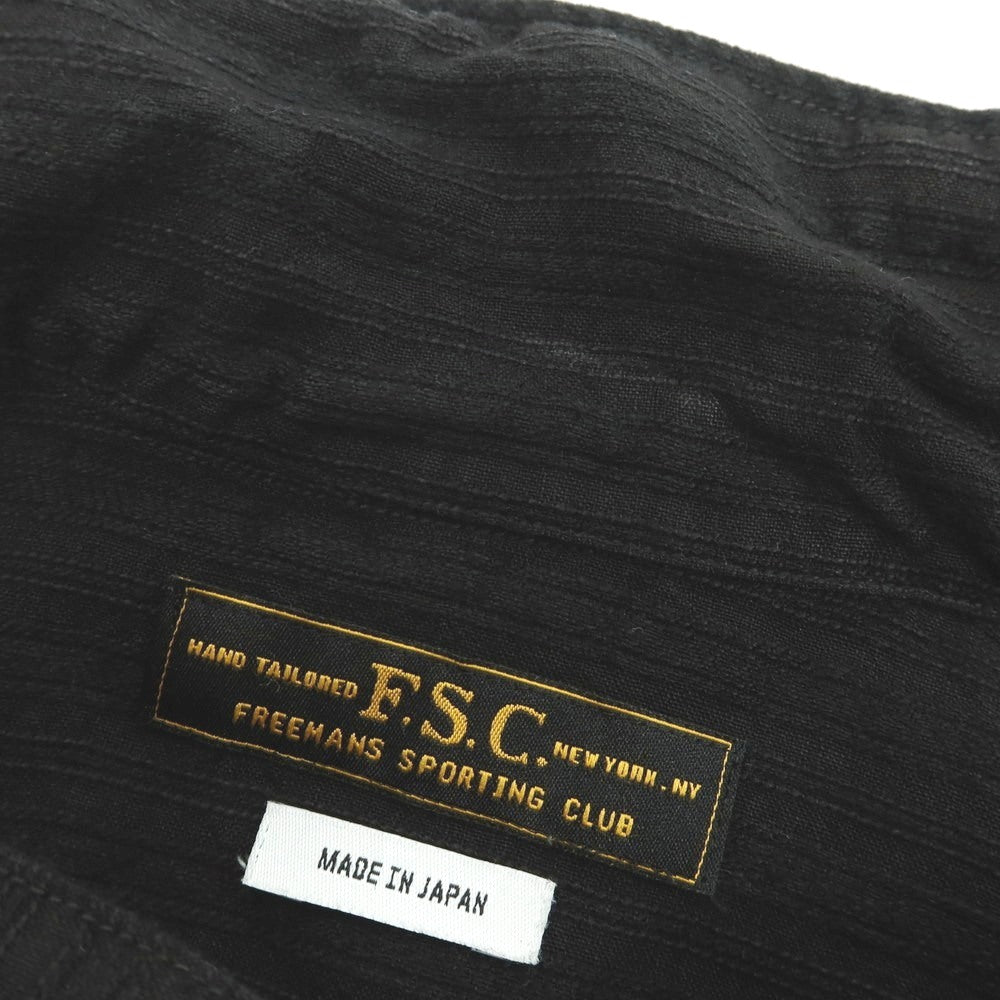 HAND TAILORED F.S.C. NEW YORK, NY
FREEMANS SPORTING CLUB
MADE IN JAPAN